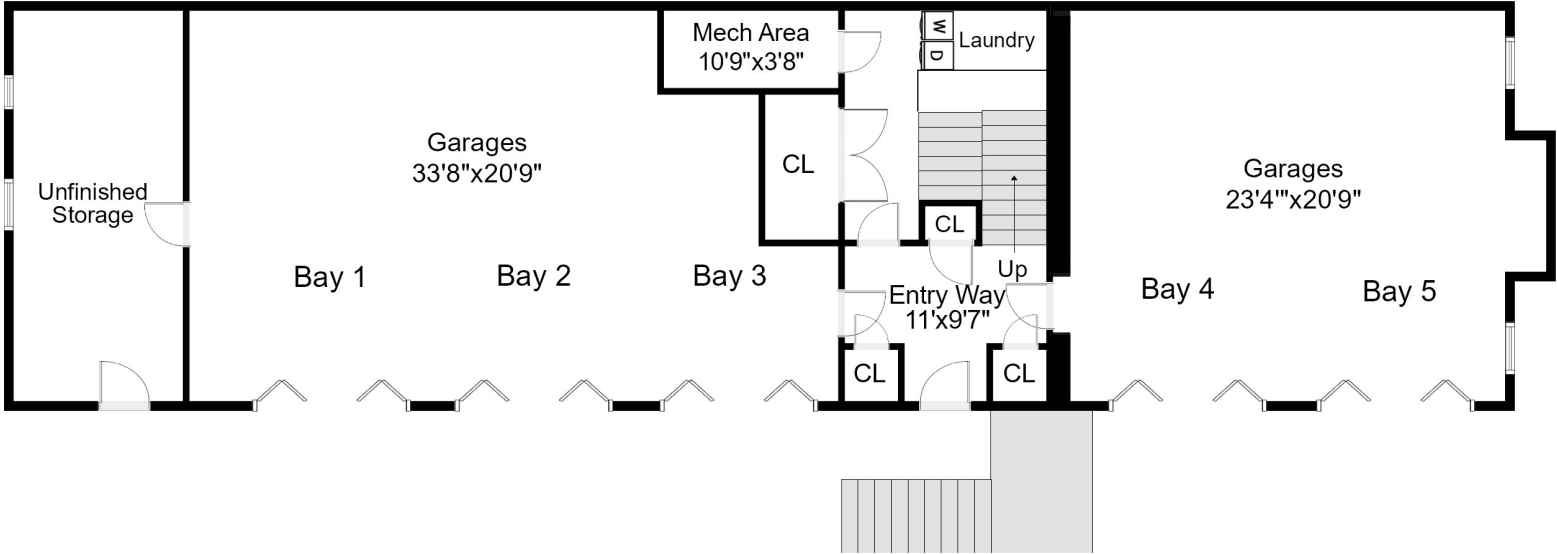 Mech Area
10'9"x3'8"
W
D
Laundry
Garages
33'8"x20'9"
CL
Unfinished
Storage
Garages
23'4'"x20'9"
CL
Bay 1
Bay 2
Bay 3
Up
Entry Way
11'x9'7"
Bay 4
Bay 5
CL
CL